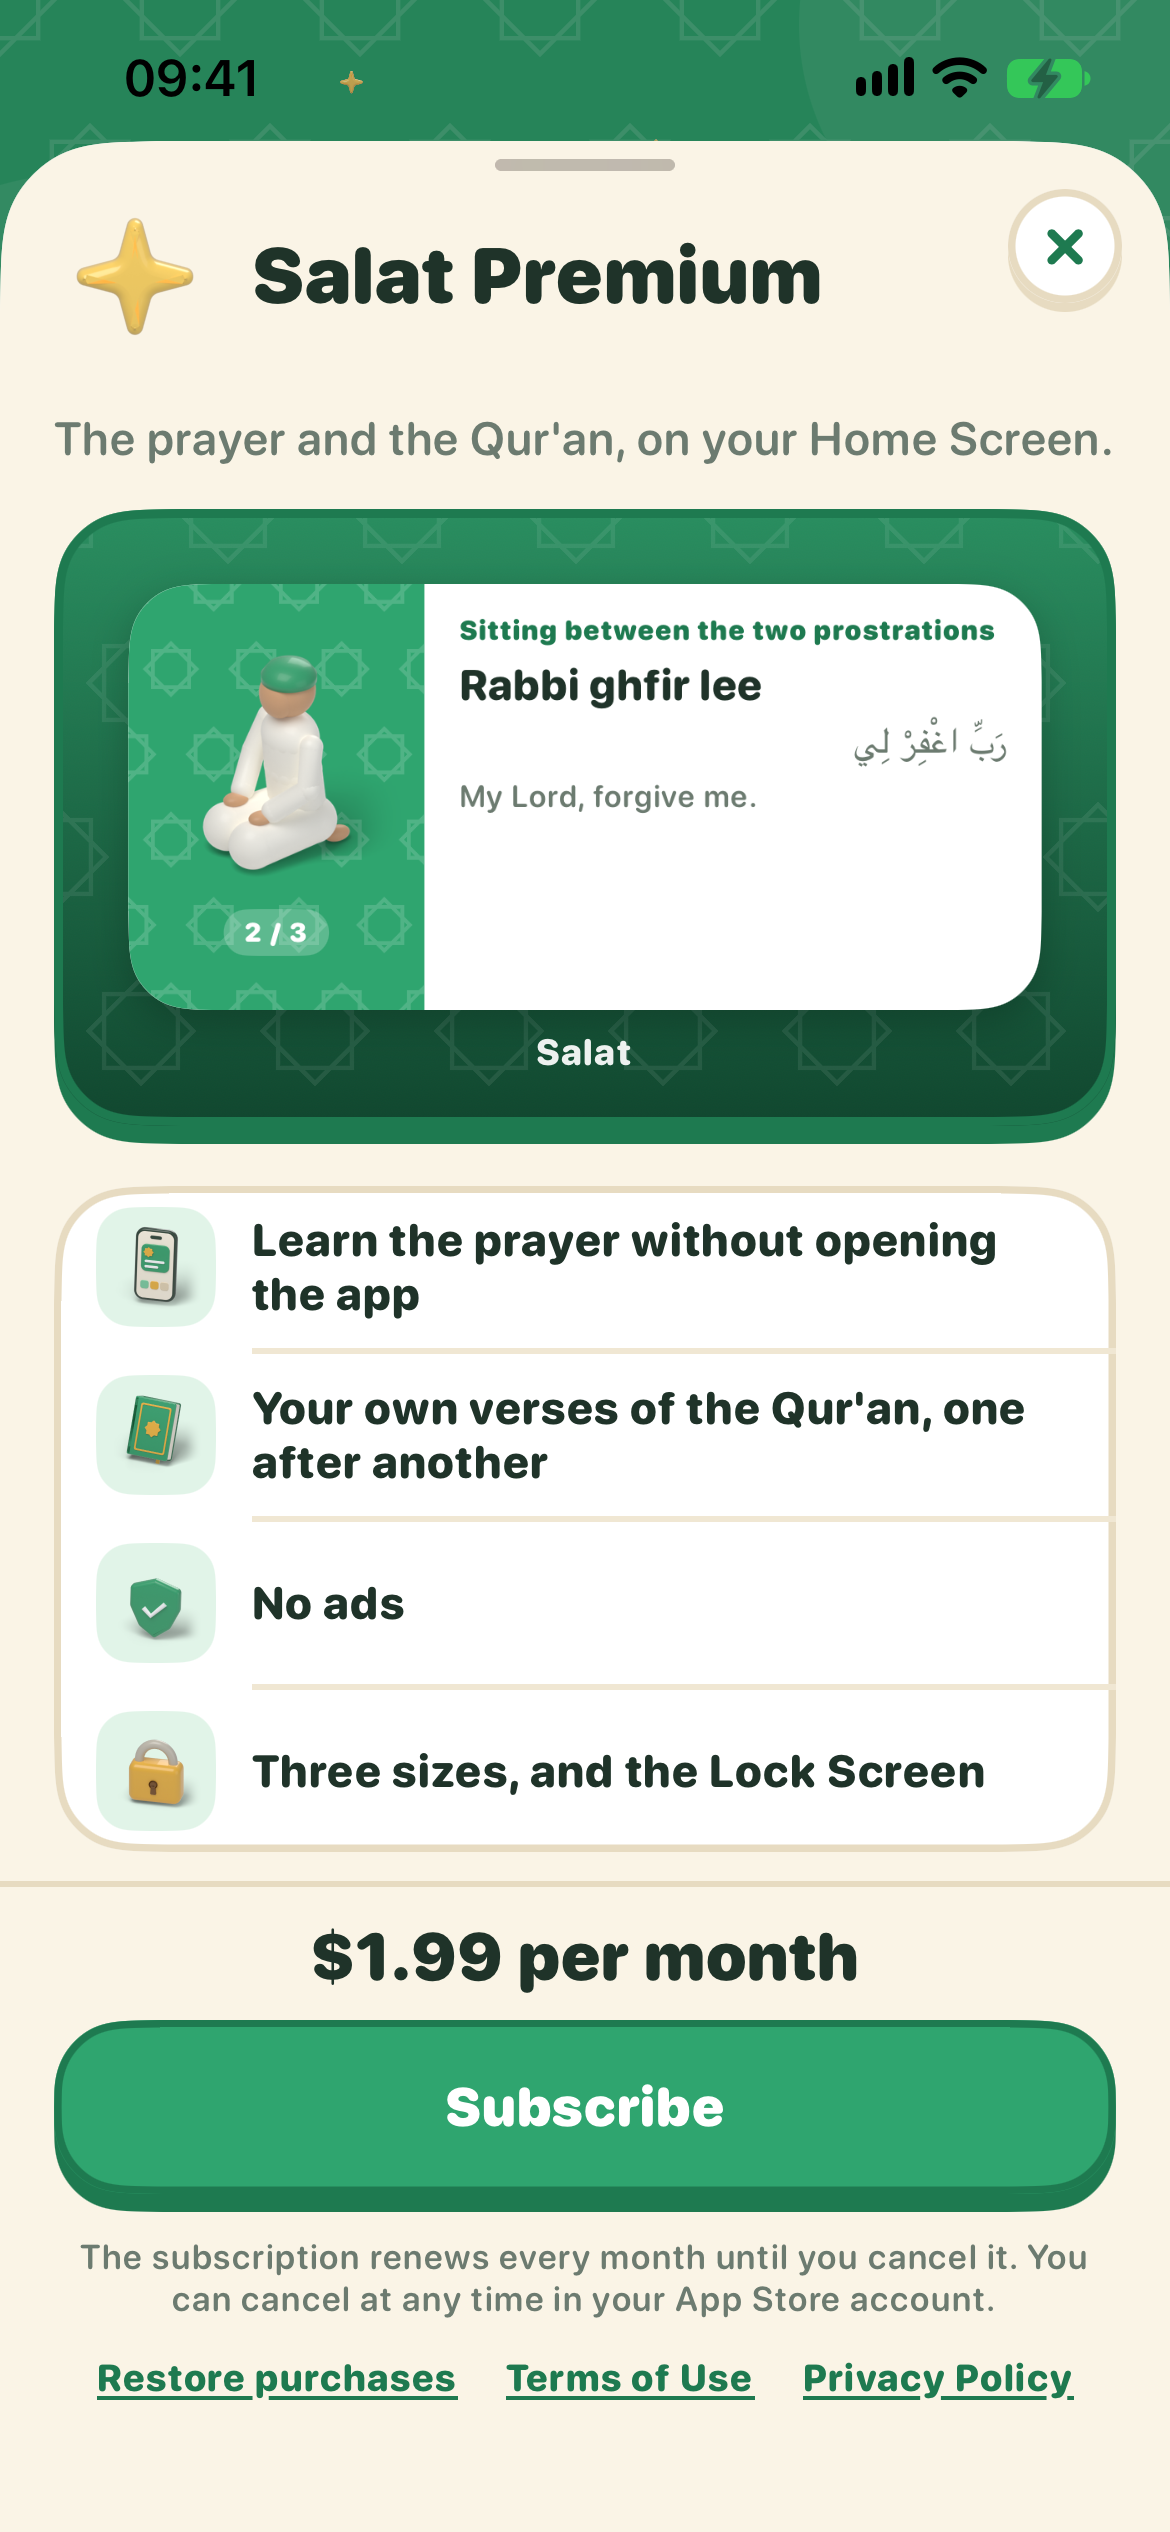 09:41
Salat Premium
The prayer and the Qur'an, on your Home Screen.
Sitting between the two prostrations
Rabbi ghfir lee
رَبِّ اغْفِرْ لِي
My Lord, forgive me.
2 / 3
Salat
Learn the prayer without opening
the app
Your own verses of the Qur'an, one
after another
No ads
Three sizes, and the Lock Screen
$1.99 per month
Subscribe
The subscription renews every month until you cancel it. You
can cancel at any time in your App Store account.
Restore purchases Terms of Use Privacy Policy